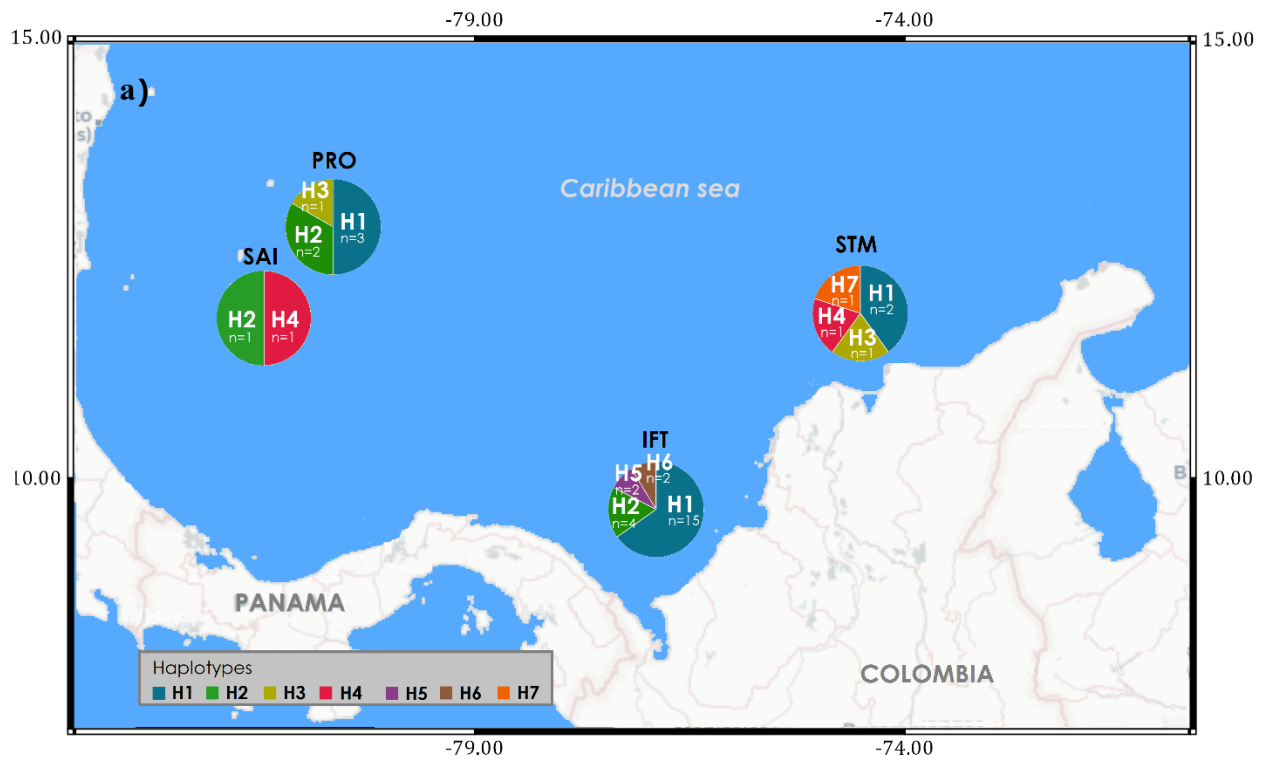 -79.00 -74.00
15.00 15.00
a)
to
s)
PRO
H3
n=1
H1
n=3
H2
n=2
Caribbean sea
SAI
H2
n=1
H4
n=1
STM
H7
n=1
H1
n=2
H4
n=1
H3
n=1
IFT
H6
n=2
H5
n=2
H2
n=4
H1
n=15
10.00 10.00
B
PANAMA
COLOMBIA
Haplotypes
H1 H2 H3 H4 H5 H6 H7
-79.00 -74.00